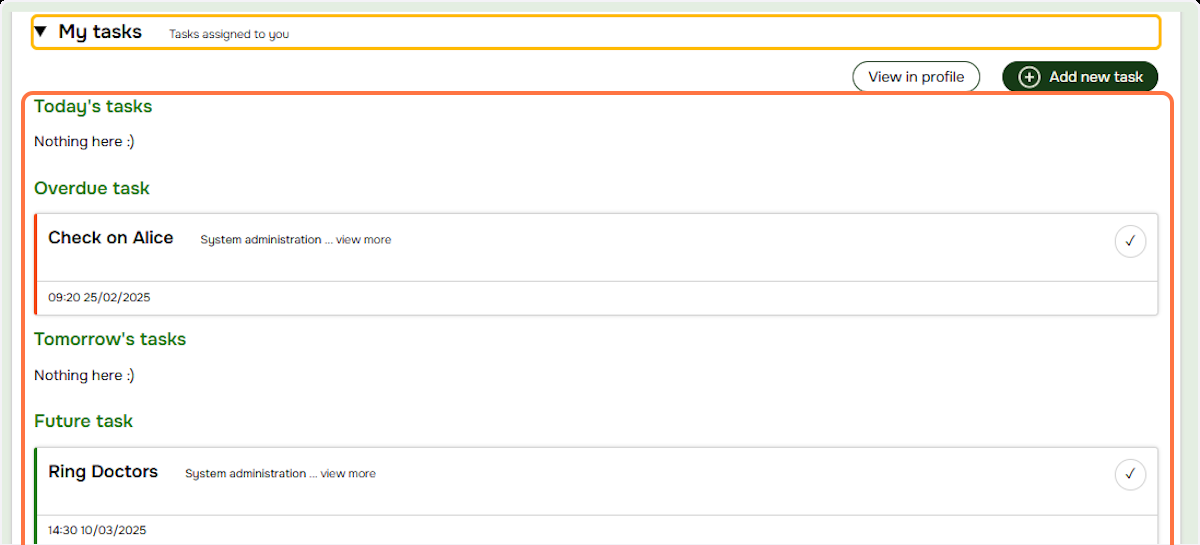 My tasks Tasks assigned to you
View in profile Add new task
Today's tasks
Nothing here :)
Overdue task
Check on Alice System administration ... view more
09:20 25/02/2025
Tomorrow's tasks
Nothing here :)
Future task
Ring Doctors System administration ... view more
14:30 10/03/2025